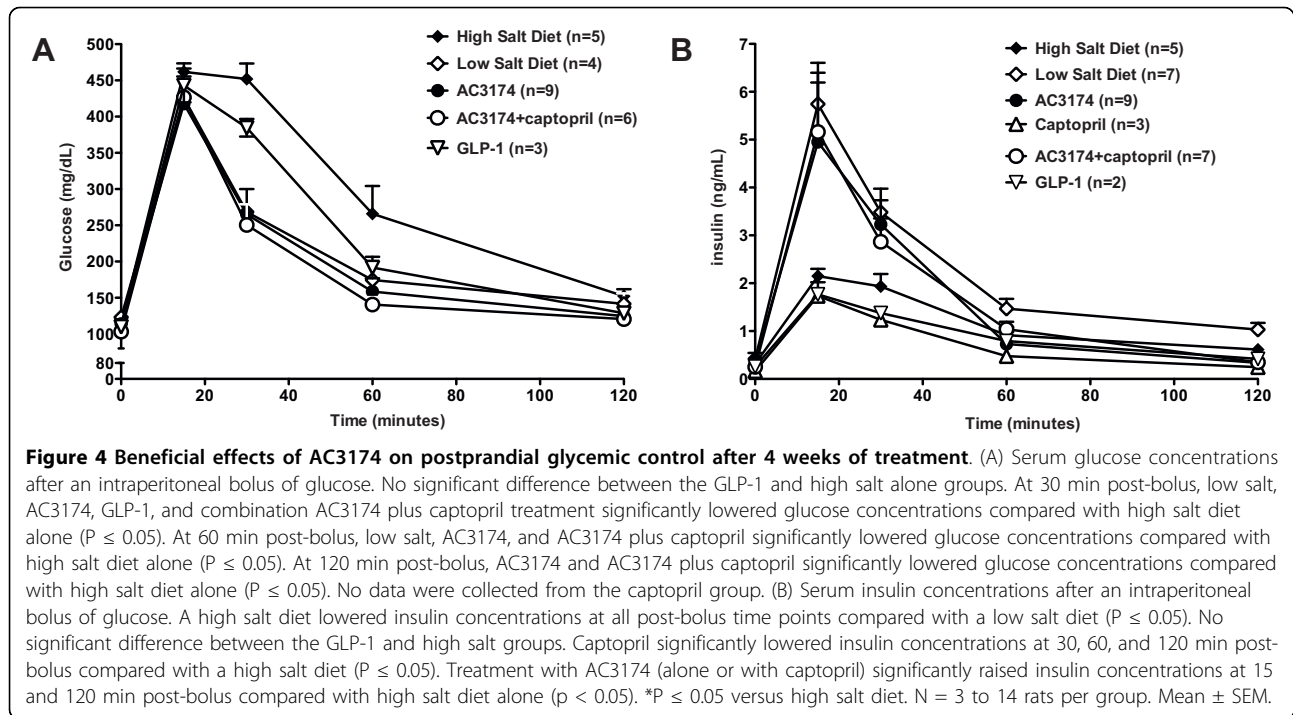 A
Glucose (mg/dL)
500
450
400
350
300
250
200
150
100
80
0
0 20 40 60 80 100 120
Time (minutes)
High Salt Diet (n=5)
Low Salt Diet (n=4)
AC3174 (n=9)
AC3174+captopril (n=6)
GLP-1 (n=3)
B
insulin (ng/mL)
7
6
5
4
3
2
1
0
0 20 40 60 80 100 120
Time (minutes)
High Salt Diet (n=5)
Low Salt Diet (n=7)
AC3174 (n=9)
Captopril (n=3)
AC3174+captopril (n=7)
GLP-1 (n=2)
Figure 4 Beneficial effects of AC3174 on postprandial glycemic control after 4 weeks of treatment. (A) Serum glucose concentrations
after an intraperitoneal bolus of glucose. No significant difference between the GLP-1 and high salt alone groups. At 30 min post-bolus, low salt,
AC3174, GLP-1, and combination AC3174 plus captopril treatment significantly lowered glucose concentrations compared with high salt diet
alone (P ≤ 0.05). At 60 min post-bolus, low salt, AC3174, and AC3174 plus captopril significantly lowered glucose concentrations compared with
high salt diet alone (P ≤ 0.05). At 120 min post-bolus, AC3174 and AC3174 plus captopril significantly lowered glucose concentrations compared
with high salt diet alone (P ≤ 0.05). No data were collected from the captopril group. (B) Serum insulin concentrations after an intraperitoneal
bolus of glucose. A high salt diet lowered insulin concentrations at all post-bolus time points compared with a low salt diet (P ≤ 0.05). No
significant difference between the GLP-1 and high salt groups. Captopril significantly lowered insulin concentrations at 30, 60, and 120 min post-
bolus compared with a high salt diet (P ≤ 0.05). Treatment with AC3174 (alone or with captopril) significantly raised insulin concentrations at 15
and 120 min post-bolus compared with high salt diet alone (p < 0.05). *P ≤ 0.05 versus high salt diet. N = 3 to 14 rats per group. Mean ± SEM.